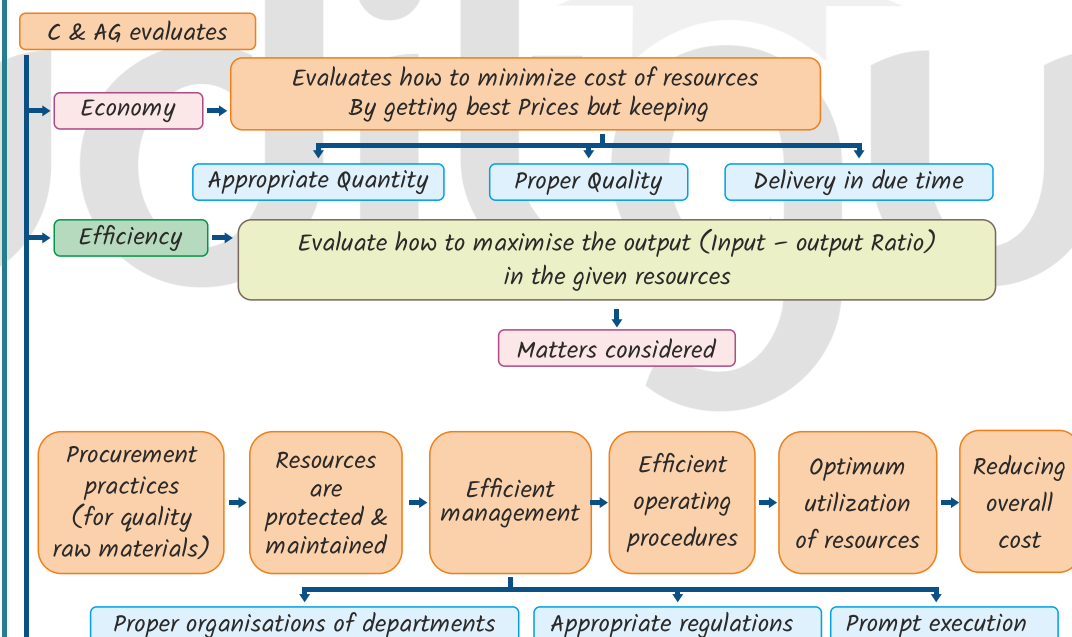 C & AG evaluates
Evaluates how to minimize cost of resources
By getting best Prices but keeping
Economy
Appropriate Quantity
Proper Quality
Delivery in due time
Efficiency
Evaluate how to maximise the output (Input – output Ratio)
in the given resources
Matters considered
Procurement
practices
(for quality
raw materials)
Resources
are
protected &
maintained
Efficient
management
Efficient
operating
procedures
Optimum
utilization
of resources
Reducing
overall
cost
Proper organisations of departments
Appropriate regulations
Prompt execution